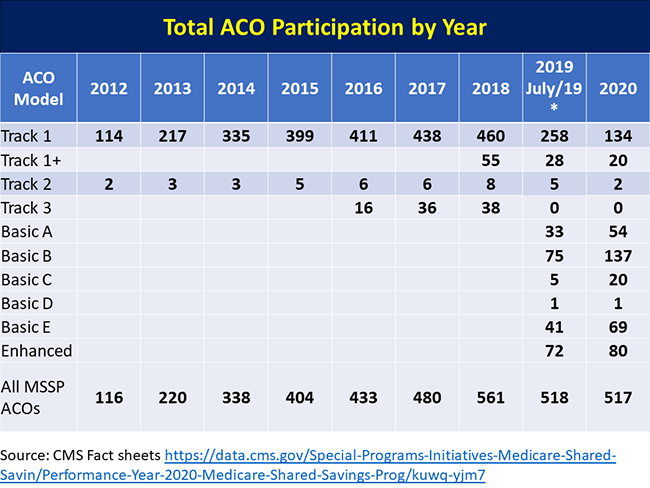 Total ACO Participation by Year
ACO Model 2012 2013 2014 2015 2016 2017 2018 2019 July/19 * 2020
Track 1 114 217 335 399 411 438 460 258 134
Track 1+ 55 28 20
Track 2 2 3 3 5 6 6 8 5 2
Track 3 16 36 38 0 0
Basic A 33 54
Basic B 75 137
Basic C 5 20
Basic D 1 1
Basic E 41 69
Enhanced 72 80
All MSSP ACOs 116 220 338 404 433 480 561 518 517
Source: CMS Fact sheets https://data.cms.gov/Special-Programs-Initiatives-Medicare-Shared-
Savin/Performance-Year-2020-Medicare-Shared-Savings-Prog/kuwq-yjm7